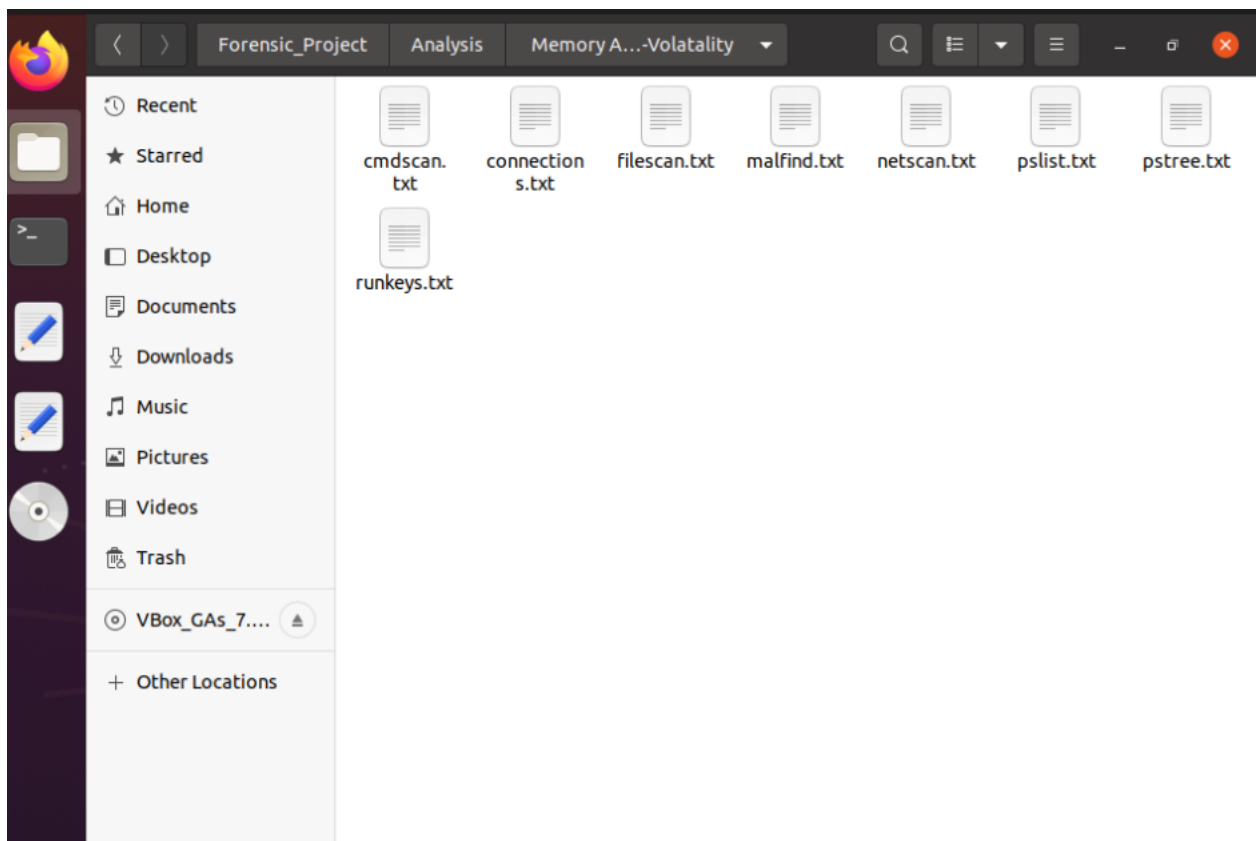 Forensic_Project Analysis Memory A...-Volatality
Recent
Starred
Home
Desktop
Documents
Downloads
Music
Pictures
Videos
Trash
VBox_GAs_7....
+ Other Locations
cmdscan.
txt
connection
s.txt
filescan.txt
malfind.txt
netscan.txt
pslist.txt
pstree.txt
runkeys.txt
>_